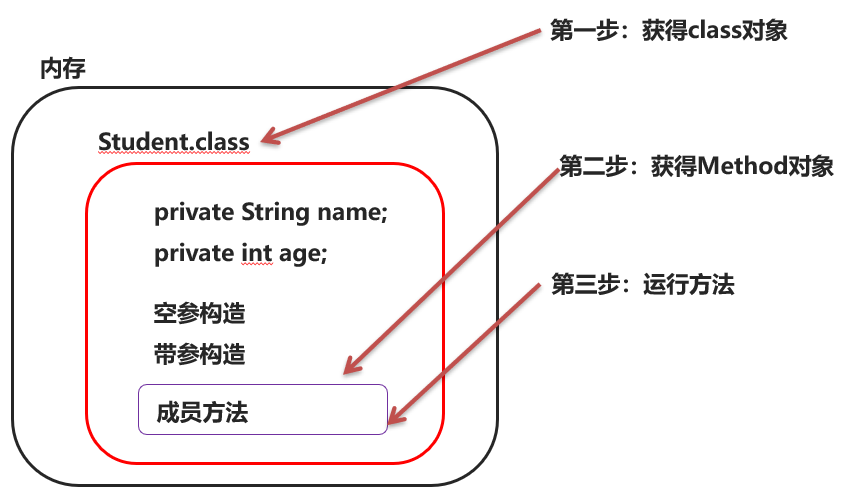 第一步：获得class对象
内存
Student.class
第二步：获得Method对象
private String name;
private int age;
第三步：运行方法
空参构造
带参构造
成员方法